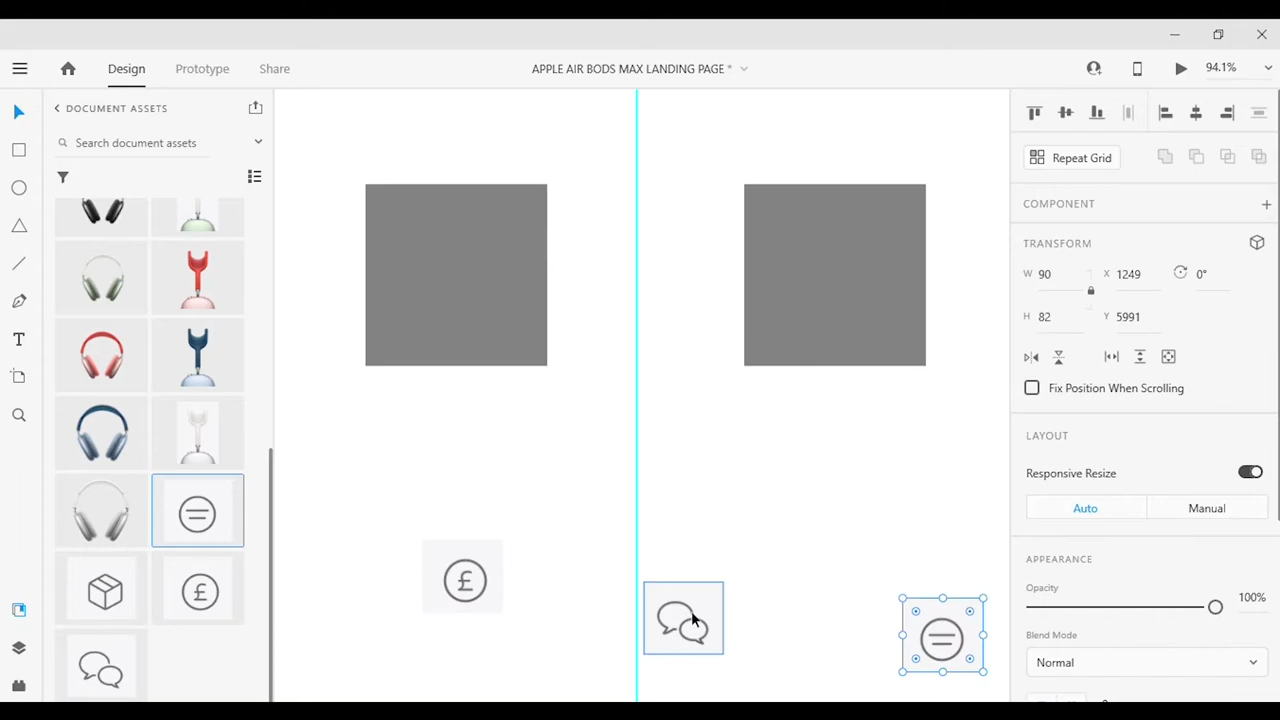 Design
Prototype
Share
APPLE AIR BODS MAX LANDING PAGE *
94.1%
DOCUMENT ASSETS
Search document assets
Repeat Grid
COMPONENT
TRANSFORM
W 90
X 1249
0°
H 82
Y 5991
Fix Position When Scrolling
LAYOUT
Responsive Resize
Auto
Manual
APPEARANCE
Opacity
100%
Blend Mode
Normal
£
£
T